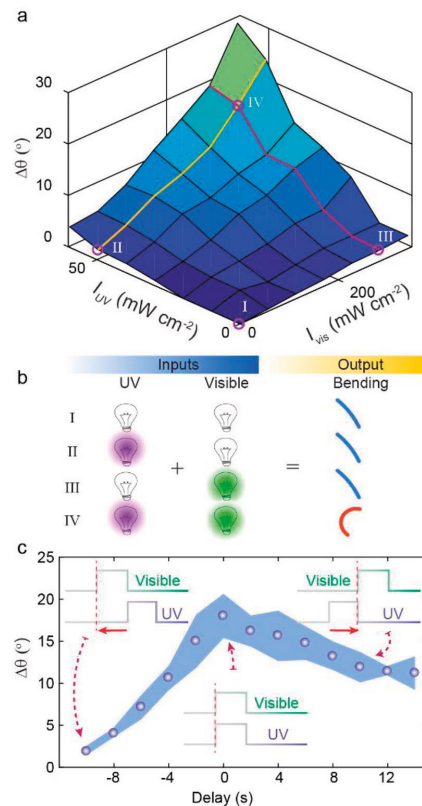 a
30
20
10
0
Δθ (°)
IV
II
III
I
50
0
0
200
I_UV (mW cm⁻²)
I_vis (mW cm⁻²)
b
Inputs
Output
UV
Visible
Bending
I
II
+
=
III
IV
c
25
20
15
10
5
0
Δθ (°)
Visible
UV
Visible
UV
Visible
UV
-8
-4
0
4
8
12
Delay (s)